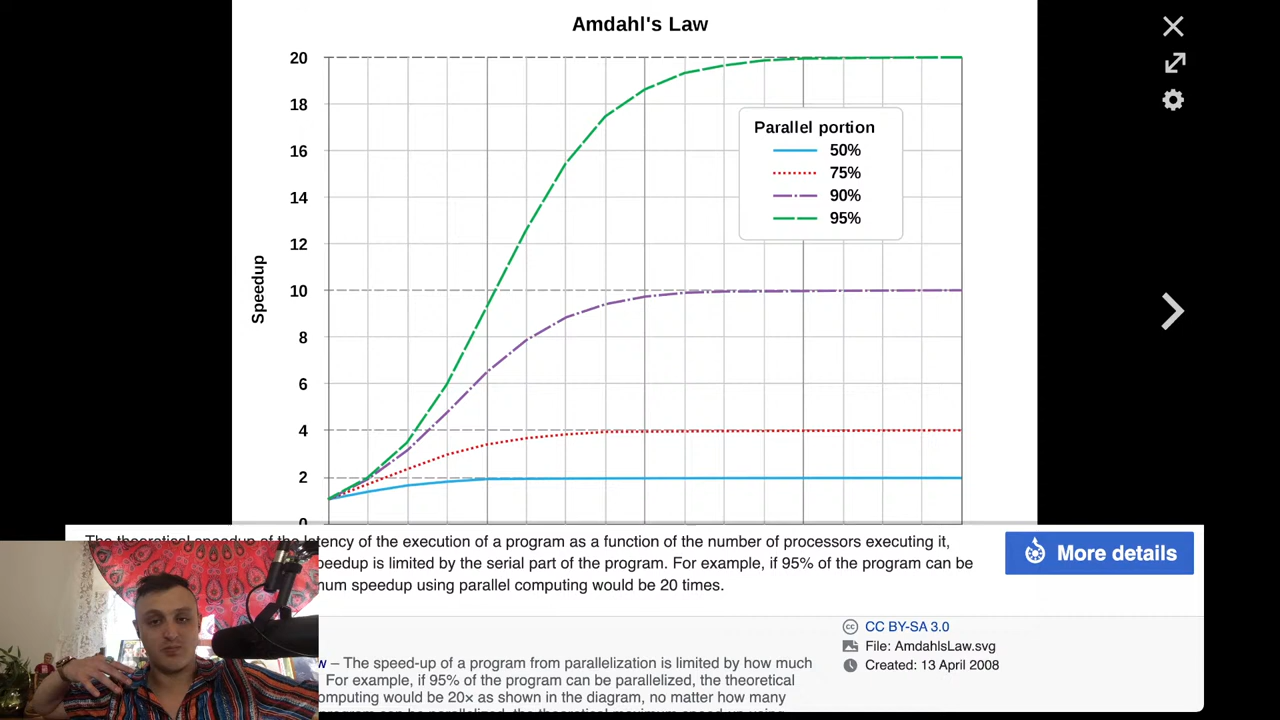 Amdahl's Law
20
18
16
14
12
10
8
6
4
2
0
Speedup
Parallel portion
50%
75%
90%
95%
The theoretical speedup of the latency of the execution of a program as a function of the number of processors executing it,
peedup is limited by the serial part of the program. For example, if 95% of the program can be
num speedup using parallel computing would be 20 times.
More details
w – The speed-up of a program from parallelization is limited by how much
For example, if 95% of the program can be parallelized, the theoretical
omputing would be 20× as shown in the diagram, no matter how many
CC BY-SA 3.0
File: AmdahlsLaw.svg
Created: 13 April 2008